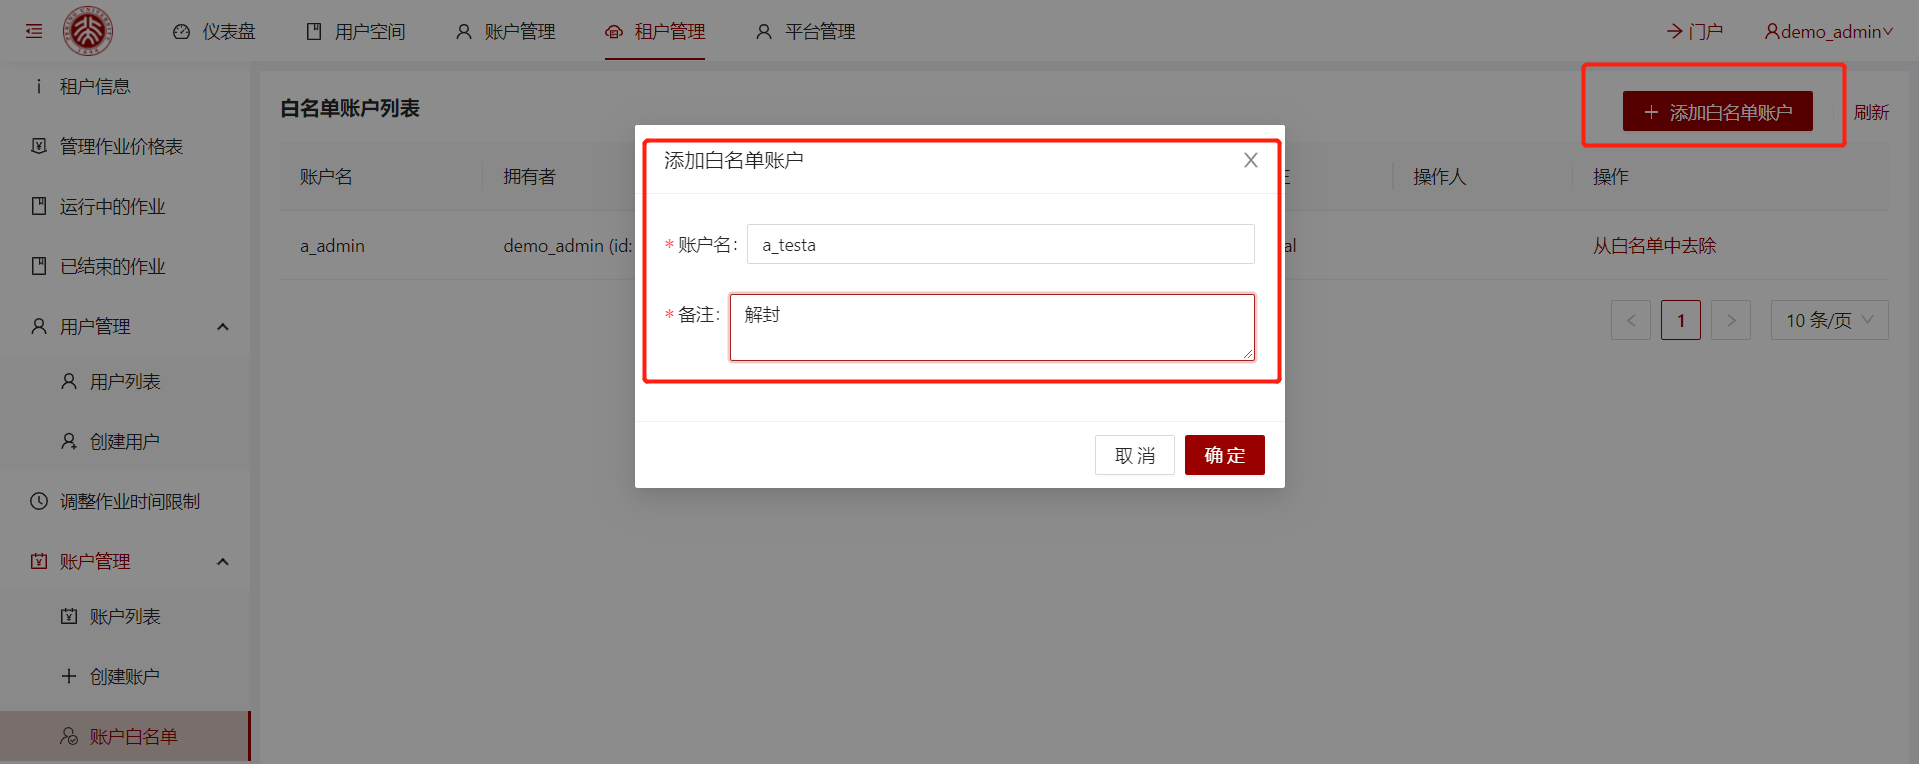 仪表盘
用户空间
账户管理
租户管理
平台管理
门户
demo_admin
租户信息
管理作业价格表
运行中的作业
已结束的作业
用户管理
用户列表
创建用户
调整作业时间限制
账户管理
账户列表
创建账户
账户白名单
白名单账户列表
添加白名单账户
刷新
账户名
拥有者
操作人
操作
a_admin
demo_admin (id:
al
从白名单中去除
1
10 条/页
添加白名单账户
* 账户名: a_testa
* 备注: 解封
取 消
确 定